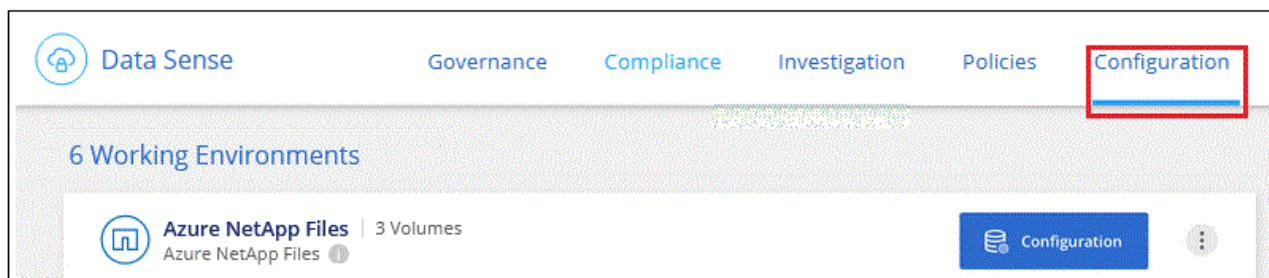 Data Sense Governance Compliance Investigation Policies Configuration
6 Working Environments
Azure NetApp Files | 3 Volumes
Azure NetApp Files
Configuration